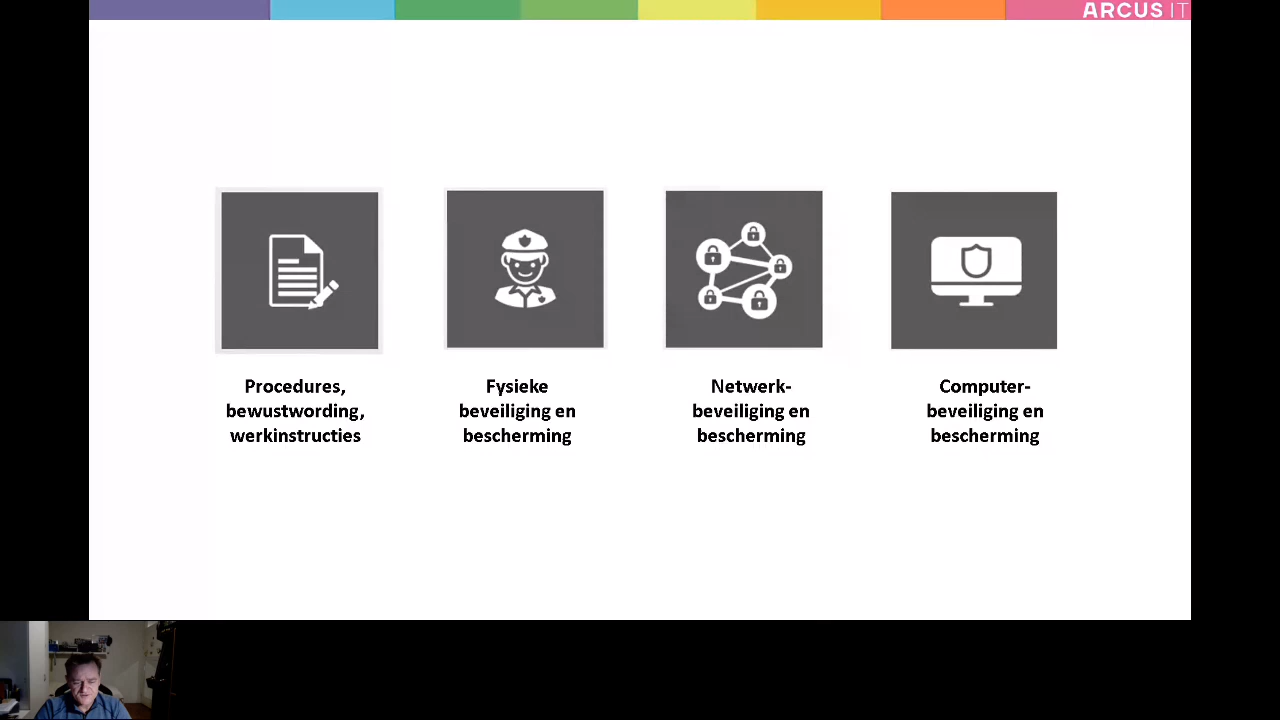 ARCUS IT
Procedures,
bewustwording,
werkinstructies
Fysieke
beveiliging en
bescherming
Netwerk-
beveiliging en
bescherming
Computer-
beveiliging en
bescherming